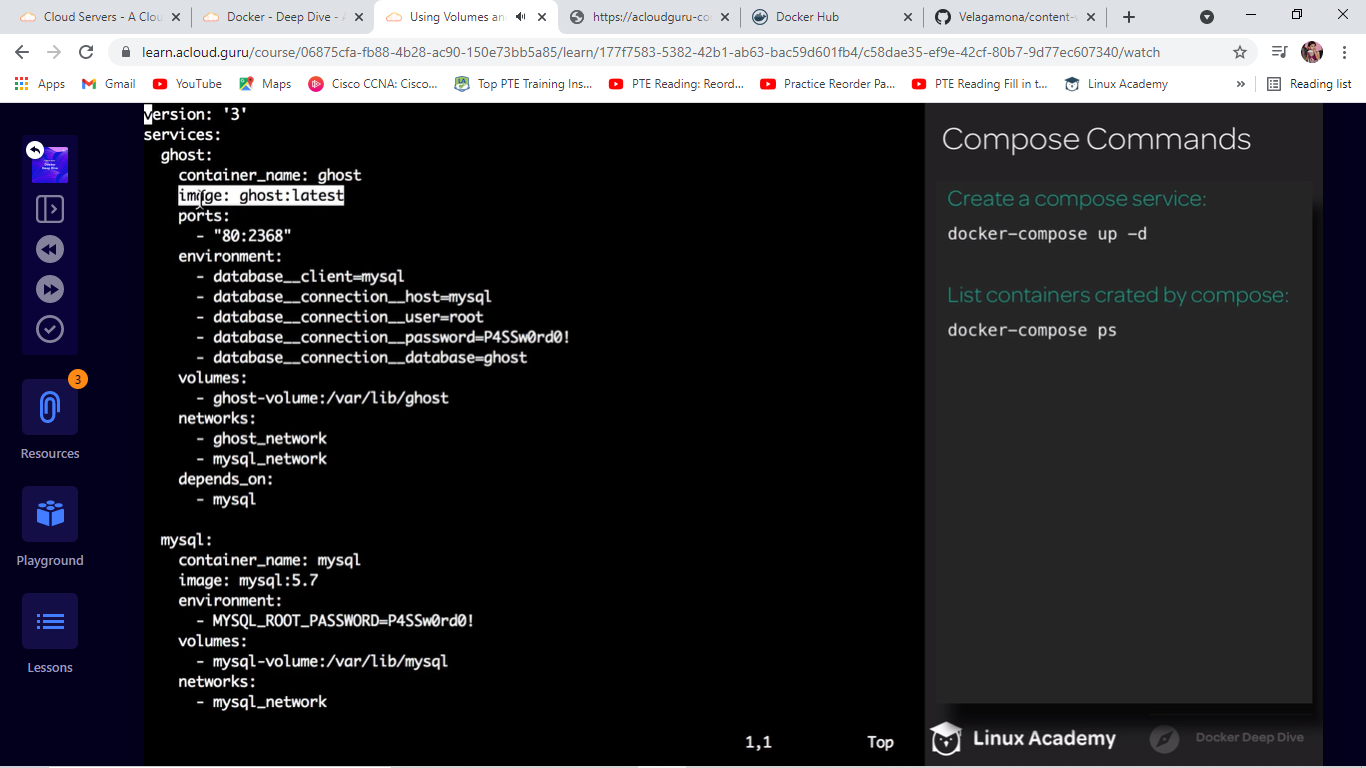 Cloud Servers - A Clou
Docker - Deep Dive - A
Using Volumes an
https://acloudguru-co
Docker Hub
Velagamona/content-
learn.acloud.guru/course/06875cfa-fb88-4b28-ac90-150e73bb5a85/learn/177f7583-5382-42b1-ab63-bac59d601fb4/c58dae35-ef9e-42cf-80b7-9d77ec607340/watch
Apps
Gmail
YouTube
Maps
Cisco CCNA: Cisco...
Top PTE Training Ins...
PTE Reading: Reord...
Practice Reorder Pa...
PTE Reading Fill in t...
Linux Academy
»
Reading list
Docker
Deep Dive
3
Resources
Playground
Lessons
version: '3'
services:
  ghost:
    container_name: ghost
    image: ghost:latest
    ports:
      - "80:2368"
    environment:
      - database__client=mysql
      - database__connection__host=mysql
      - database__connection__user=root
      - database__connection__password=P4SSw0rd0!
      - database__connection__database=ghost
    volumes:
      - ghost-volume:/var/lib/ghost
    networks:
      - ghost_network
      - mysql_network
    depends_on:
      - mysql
  mysql:
    container_name: mysql
    image: mysql:5.7
    environment:
      - MYSQL_ROOT_PASSWORD=P4SSw0rd0!
    volumes:
      - mysql-volume:/var/lib/mysql
    networks:
      - mysql_network
1,1 Top
Compose Commands
Create a compose service:
docker-compose up -d
List containers crated by compose:
docker-compose ps
Linux Academy
Docker Deep Dive